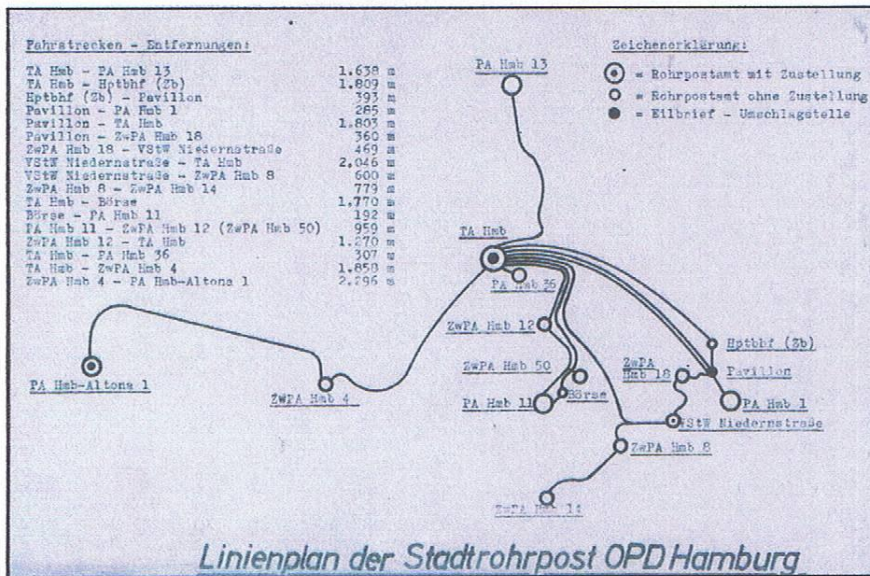 Fahrstrecken - Entfernungen:
TA Hmb - PA Hmb 13 1.638 m
TA Hmb - Hptbhf (Zb) 1.809 m
Hptbhf (Zb) - Pavillon 393 m
Pavillon - PA Hmb 1 285 m
Pavillon - TA Hmb 1.803 m
Pavillon - ZwPA Hmb 18 360 m
ZwPA Hmb 18 - VStW Niedernstraße 469 m
VStW Niedernstraße - TA Hmb 2,046 m
VStW Niedernstraße - ZwPA Hmb 8 600 m
ZwPA Hmb 8 - ZwPA Hmb 14 779 m
TA Hmb - Börse 1,770 m
Börse - PA Hmb 11 192 m
PA Hmb 11 - ZwPA Hmb 12 (ZwPA Hmb 50) 959 m
ZwPA Hmb 12 - TA Hmb 1.270 m
TA Hmb - PA Hmb 36 307 m
TA Hmb - ZwPA Hmb 4 1.850 m
ZwPA Hmb 4 - PA Hmb-Altona 1 2.296 m
Zeichenerklärung:
= Rohrpostamt mit Zustellung
= Rohrpostamt ohne Zustellung
= Eilbrief - Umschlagstelle
PA Hmb 13
TA Hmb
PA Hmb 36
ZwPA Hmb 12
Hptbhf (Zb)
ZwPA Hmb 50
ZwPA
Hmb 18
Pavillon
PA Hmb-Altona 1
ZwPA Hmb 4
PA Hmb 11
Börse
PA Hmb 1
VStW Niedernstraße
ZwPA Hmb 8
ZwPA Hmb 14
Linienplan der Stadtrohrpost OPD Hamburg